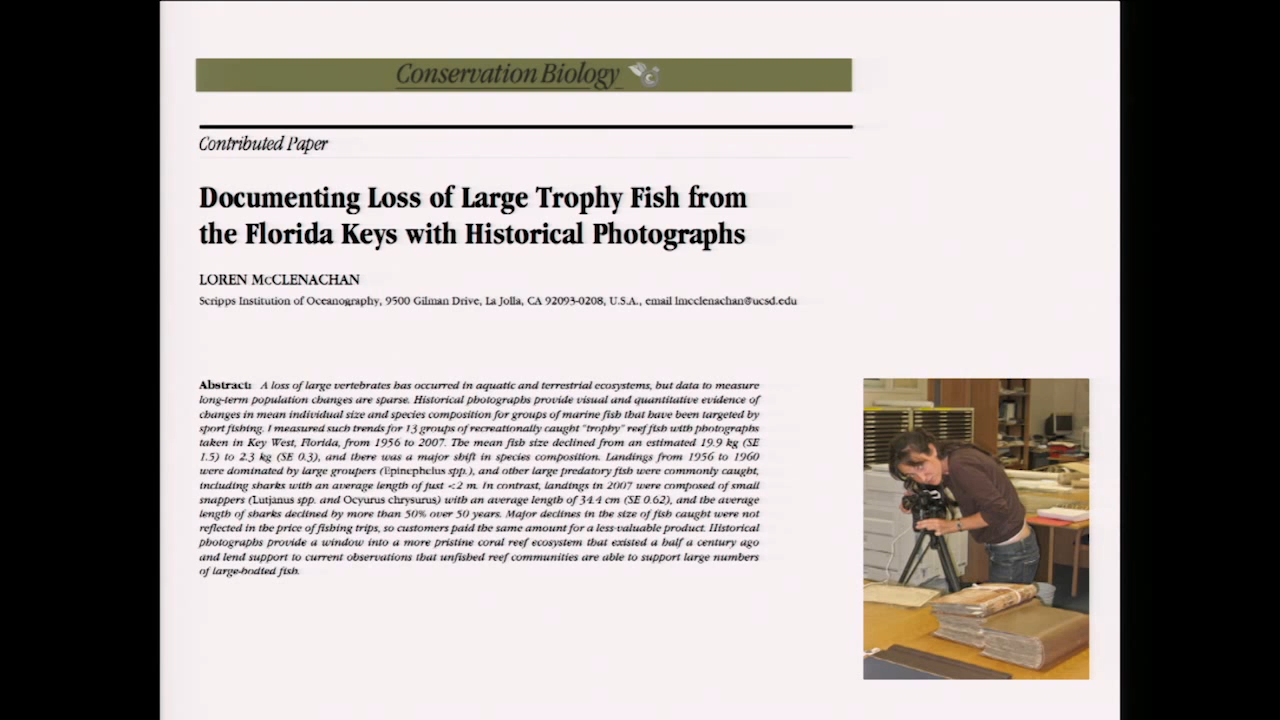 Conservation Biology
Contributed Paper
Documenting Loss of Large Trophy Fish from
the Florida Keys with Historical Photographs
LOREN McCLENACHAN
Scripps Institution of Oceanography, 9500 Gilman Drive, La Jolla, CA 92093-0208, U.S.A., email lmcclenachan@ucsd.edu
Abstract: A loss of large vertebrates has occurred in aquatic and terrestrial ecosystems, but data to measure
long-term population changes are sparse. Historical photographs provide visual and quantitative evidence of
changes in mean individual size and species composition for groups of marine fish that have been targeted by
sport fishing. I measured such trends for 13 groups of recreationally caught "trophy" reef fish with photographs
taken in Key West, Florida, from 1956 to 2007. The mean fish size declined from an estimated 19.9 kg (SE
1.5) to 2.3 kg (SE 0.3), and there was a major shift in species composition. Landings from 1956 to 1960
were dominated by large groupers (Epinephelus spp.), and other large predatory fish were commonly caught,
including sharks with an average length of just <2 m. In contrast, landings in 2007 were composed of small
snappers (Lutjanus spp. and Ocyurus chrysurus) with an average length of 34.4 cm (SE 0.62), and the average
length of sharks declined by more than 50% over 50 years. Major declines in the size of fish caught were not
reflected in the price of fishing trips, so customers paid the same amount for a less-valuable product. Historical
photographs provide a window into a more pristine coral reef ecosystem that existed a half a century ago
and lend support to current observations that unfished reef communities are able to support large numbers
of large-bodied fish.